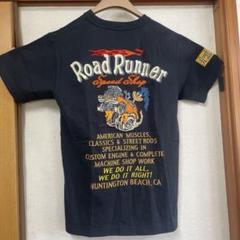 Road Runner
Speed Shop
AMERICAN MUSCLES,
CLASSICS & STREET RODS
SPECIALIZING IN
CUSTOM ENGINE & COMPLETE
MACHINE SHOP WORK
WE DO IT ALL,
WE DO IT RIGHT!
HUNTINGTON BEACH, CA